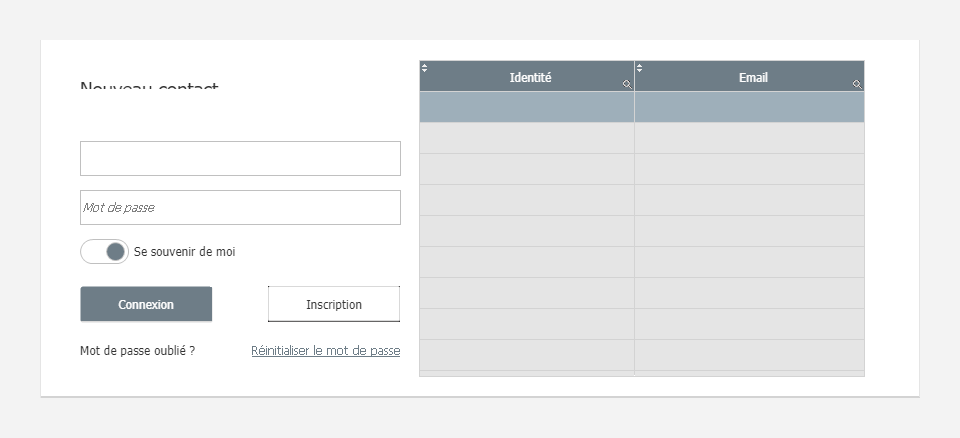 Nouveau contact
Identité
Email
Mot de passe
Se souvenir de moi
Connexion
Inscription
Mot de passe oublié ?
Réinitialiser le mot de passe